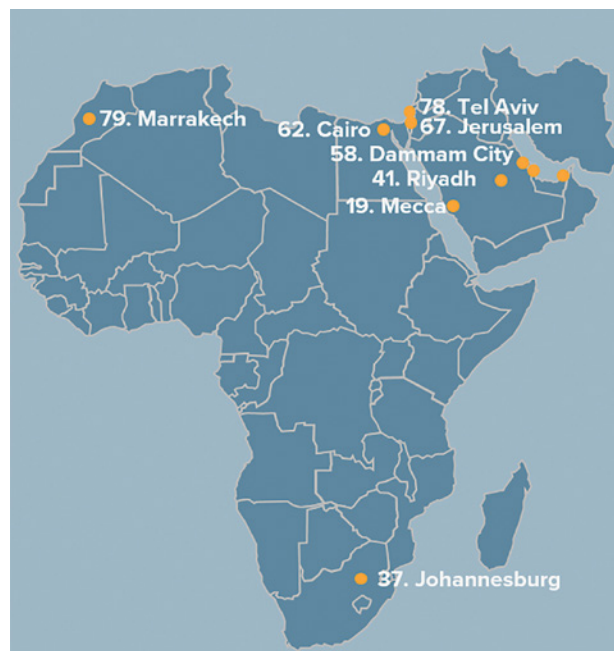 78. Tel Aviv
79. Marrakech
62. Cairo
67. Jerusalem
58. Dammam City
41. Riyadh
19. Mecca
37. Johannesburg